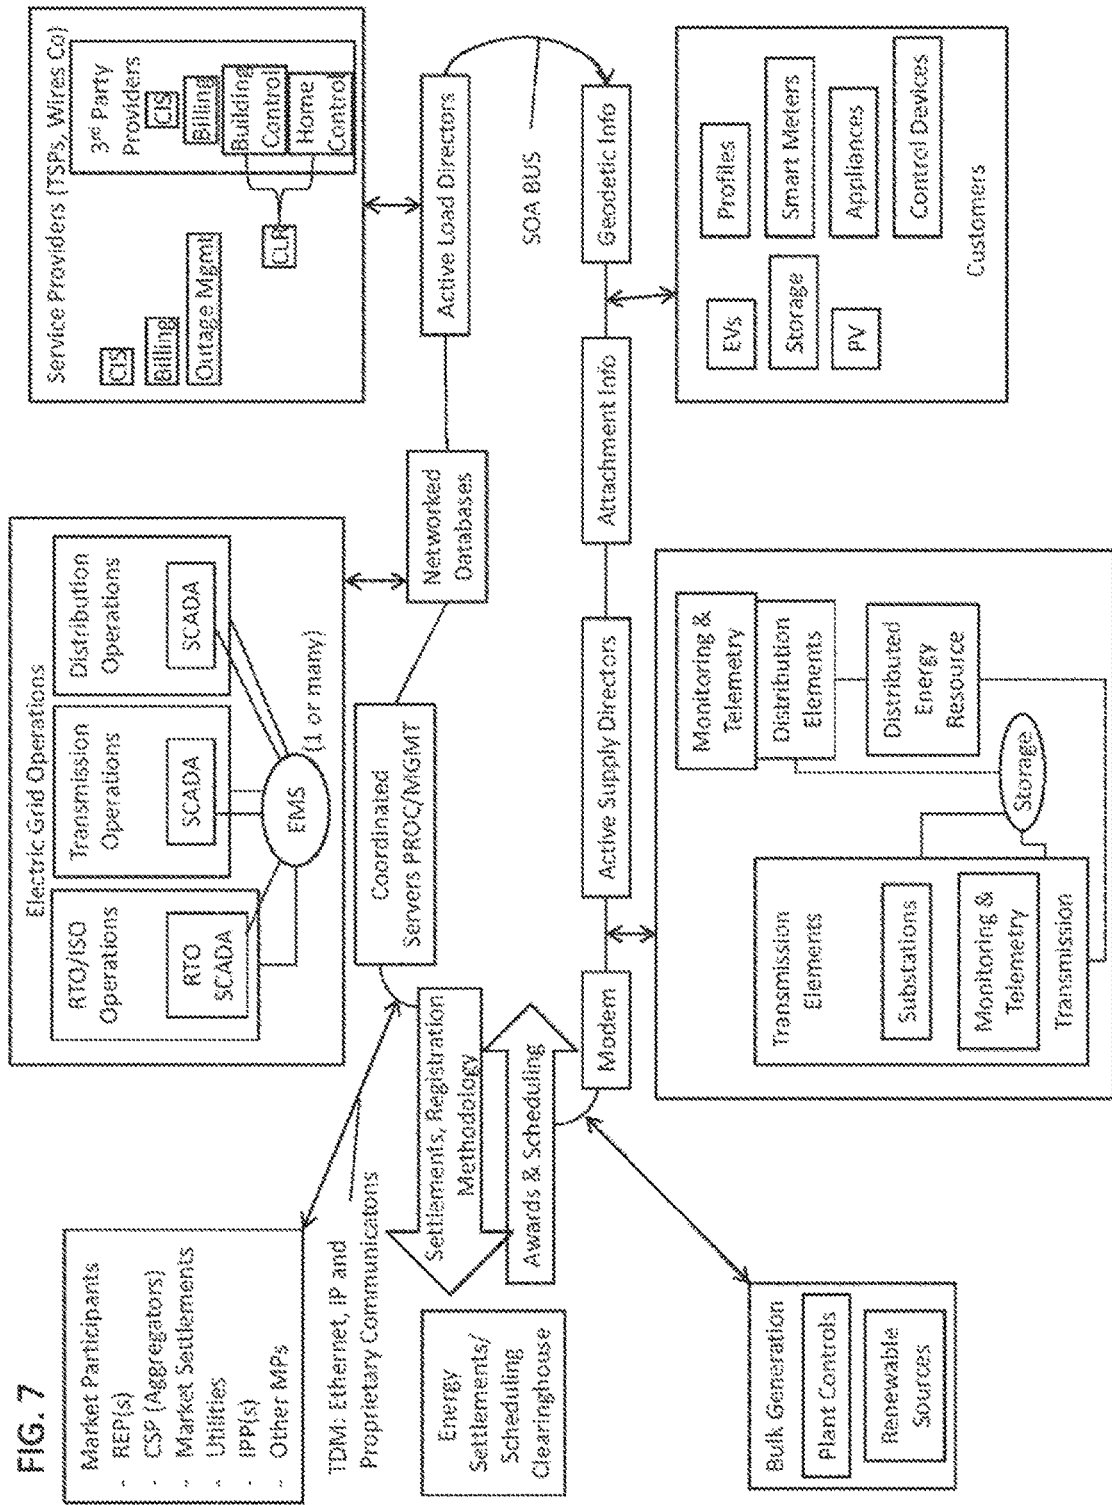 FIG. 7
Market Participants
- REP(s)
- CSP (Aggregators)
- Market Settlements
- Utilities
- IPP(s)
- Other MPs
TDM: Ethernet, IP and
Proprietary Communicatons
Energy
Settlements/
Scheduling
Clearinghouse
Bulk Generation
Plant Controls
Renewable
Sources
Electric Grid Operations
RTO/ISO
Operations
RTO
SCADA
Transmission
Operations
SCADA
Distribution
Operations
SCADA
EMS
(1 or many)
Settlements, Registration
Methodology
Awards & Scheduling
Coordinated
Servers PROC/MGMT
Networked
Databases
Active Load Directors
SOA BUS
Modem
Active Supply Directors
Attachment Info
Geodetic Info
Transmission
Elements
Substations
Monitoring &
Telemetry
Transmission
Storage
Monitoring &
Telemetry
Distribution
Elements
Distributed
Energy
Resource
Service Providers (TSPs, Wires Co)
CIS
Billing
Outage Mgmt
CLR
3rd Party
Providers
CIS
Billing
Building
Control
Home
Control
EVs
Storage
PV
Profiles
Smart Meters
Appliances
Control Devices
Customers